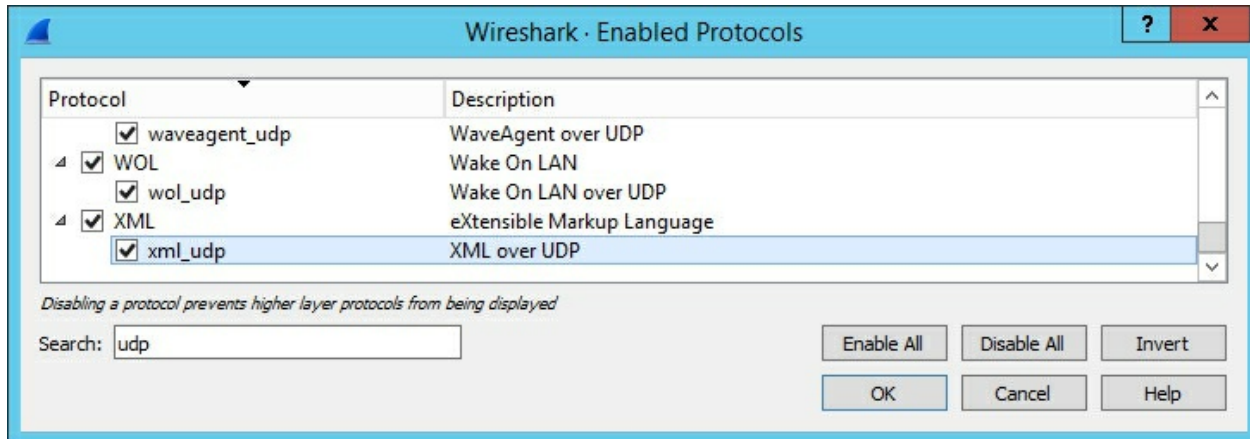 Wireshark · Enabled Protocols
? x
Protocol Description
waveagent_udp WaveAgent over UDP
WOL Wake On LAN
wol_udp Wake On LAN over UDP
XML eXtensible Markup Language
xml_udp XML over UDP
Disabling a protocol prevents higher layer protocols from being displayed
Search: udp Enable All Disable All Invert
OK Cancel Help